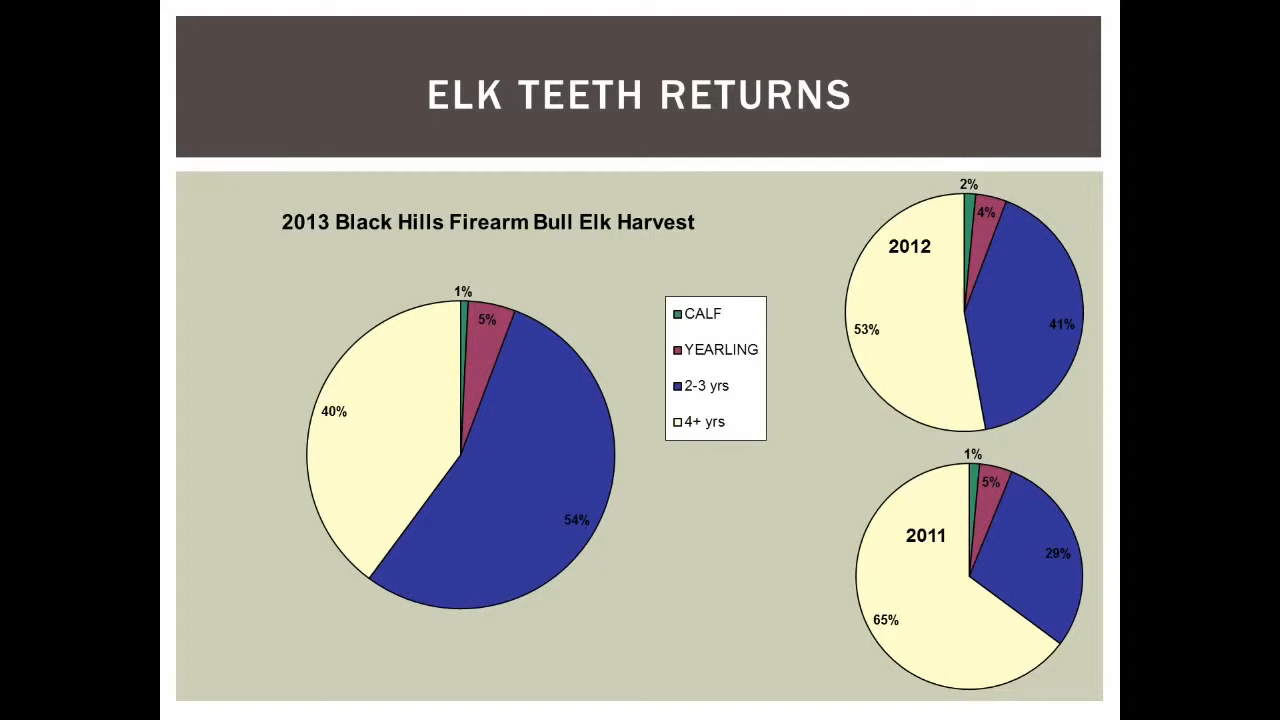 ELK TEETH RETURNS
2013 Black Hills Firearm Bull Elk Harvest
1%
5%
40%
54%
CALF
YEARLING
2-3 yrs
4+ yrs
2%
4%
2012
53%
41%
1%
5%
2011
29%
65%